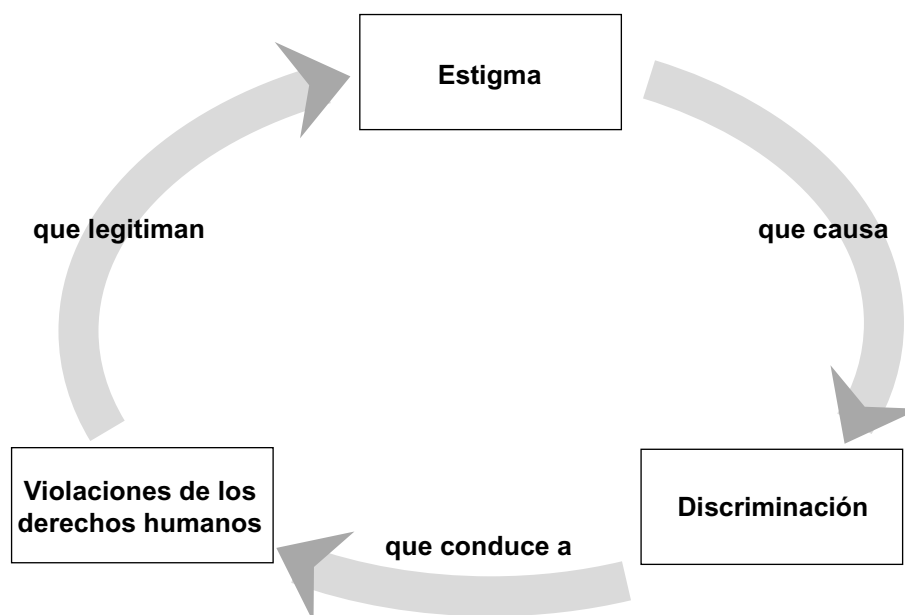 Estigma
que legitiman
que causa
Violaciones de los
derechos humanos
Discriminación
que conduce a